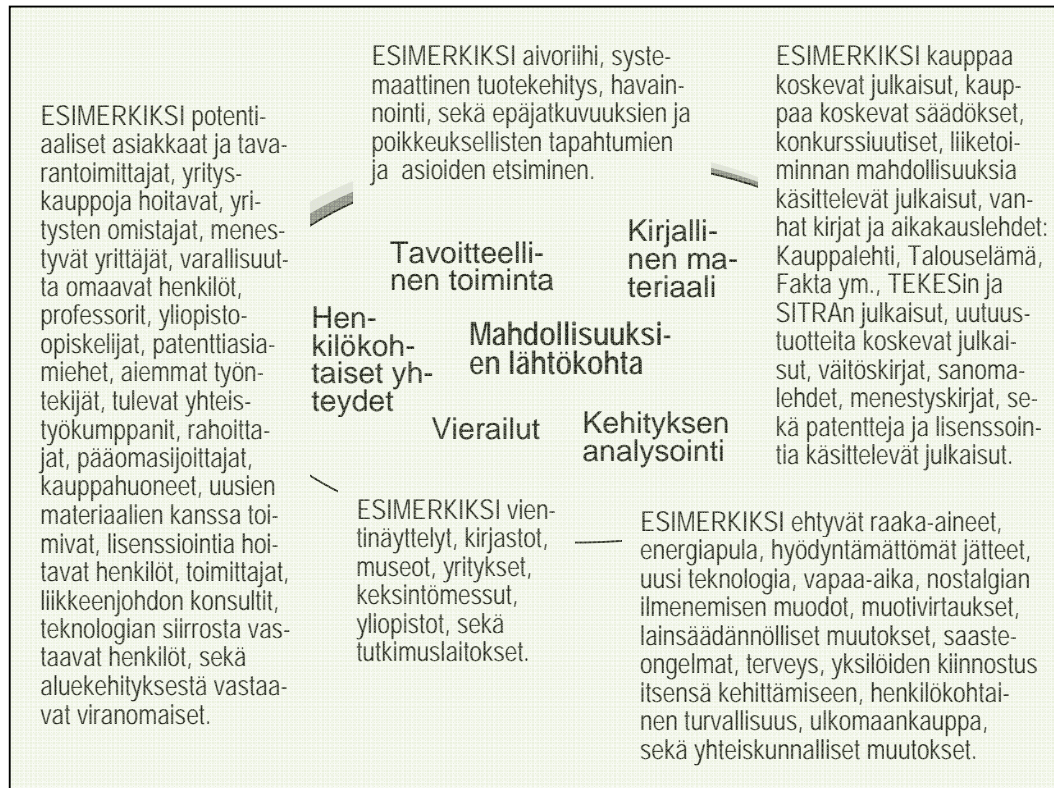 ESIMERKIKSI potenti-
aaliset asiakkaat ja tava-
rantoimittajat, yritys-
kauppoja hoitavat, yri-
tysten omistajat, menes-
tyvät yrittäjät, varallisuut-
ta omaavat henkilöt,
professorit, yliopisto-
opiskelijat, patenttiasia-
miehet, aiemmat työn-
tekijät, tulevat yhteis-
työkumppanit, rahoitta-
jat, pääomasijoittajat,
kauppahuoneet, uusien
materiaalien kanssa toi-
mivat, lisenssiointia hoi-
tavat henkilöt, toimittajat,
liikkeenjohdon konsultit,
teknologian siirrosta vas-
taavat henkilöt, sekä
aluekehityksestä vastaa-
vat viranomaiset.
ESIMERKIKSI aivoriihi, syste-
maattinen tuotekehitys, havain-
nointi, sekä epäjatkuvuuksien ja
poikkeuksellisten tapahtumien
ja asioiden etsiminen.
ESIMERKIKSI kauppaa
koskevat julkaisut, kaup-
paa koskevat säädökset,
konkurssiuutiset, liiketoi-
minnan mahdollisuuksia
käsittelevät julkaisut, van-
hat kirjat ja aikakauslehdet:
Kauppalehti, Talouselämä,
Fakta ym., TEKESin ja
SITRAn julkaisut, uutuus-
tuotteita koskevat julkai-
sut, väitöskirjat, sanoma-
lehdet, menestyskirjat, se-
kä patentteja ja lisenssoin-
tia käsittelevät julkaisut.
Tavoitteelli-
nen toiminta
Kirjalli-
nen ma-
teriaali
Hen-
kilökoh-
taiset yh-
teydet
Mahdollisuuksi-
en lähtökohta
Vierailut
Kehityksen
analysointi
ESIMERKIKSI vien-
tinäyttelyt, kirjastot,
museot, yritykset,
keksintömessut,
yliopistot, sekä
tutkimuslaitokset.
ESIMERKIKSI ehtyvät raaka-aineet,
energiapula, hyödyntämättömät jätteet,
uusi teknologia, vapaa-aika, nostalgian
ilmenemisen muodot, muotivirtaukset,
lainsäädännölliset muutokset, saaste-
ongelmat, terveys, yksilöiden kiinnostus
itsensä kehittämiseen, henkilökohtai-
nen turvallisuus, ulkomaankauppa,
sekä yhteiskunnalliset muutokset.